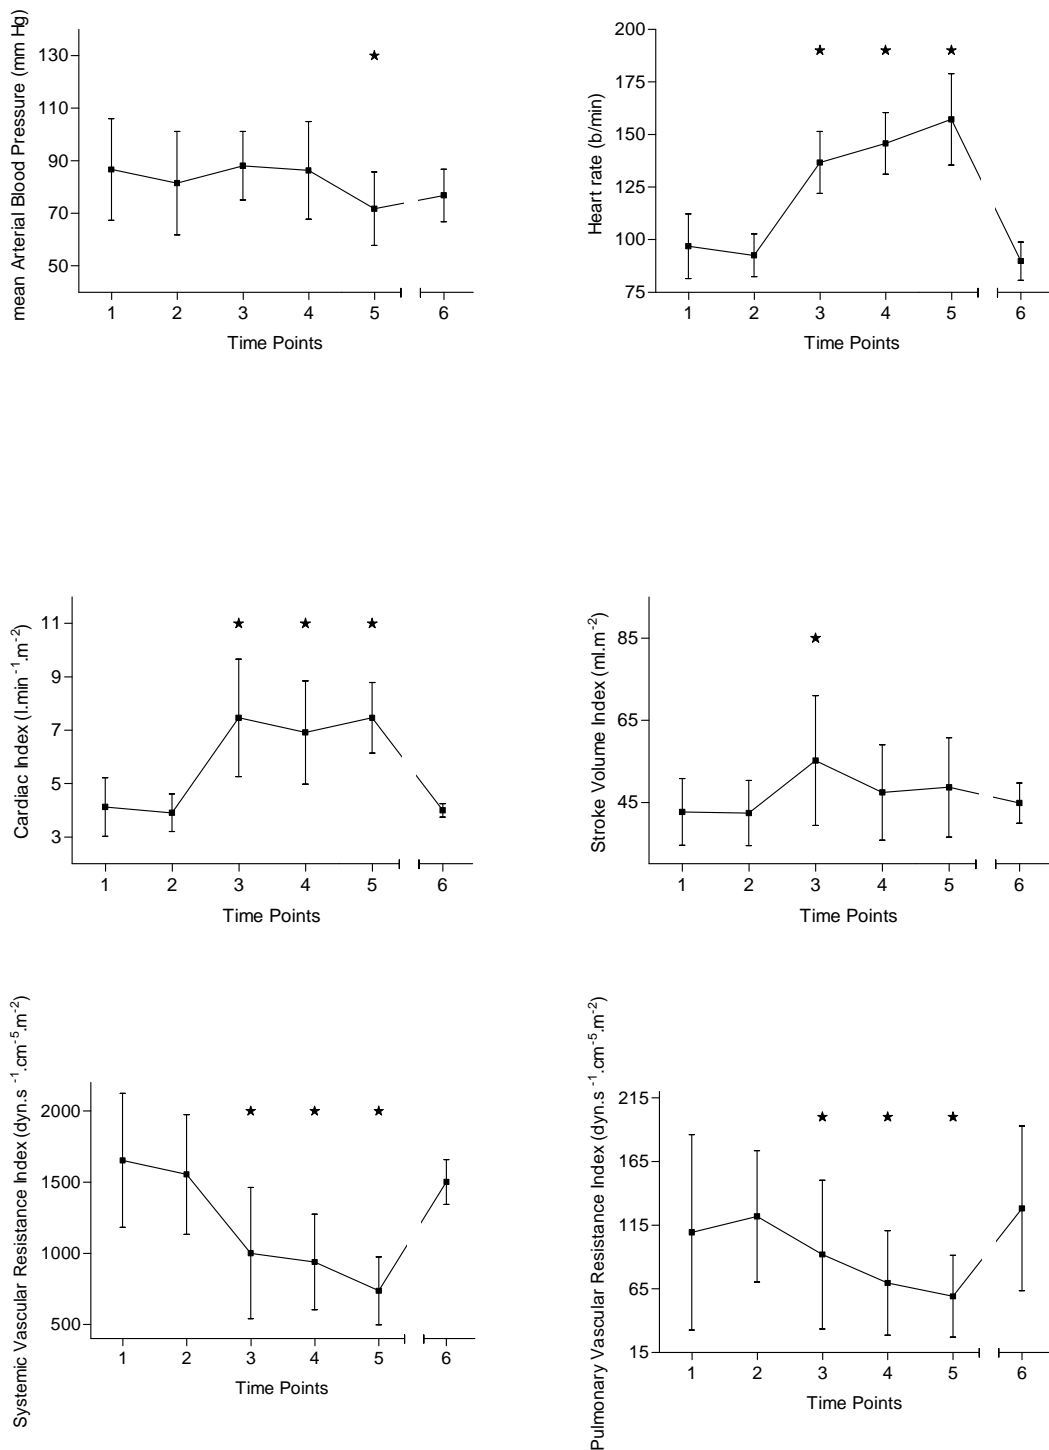 mean Arterial Blood Pressure (mm Hg)
130
110
90
70
50
1 2 3 4 5 6
Time Points
Heart rate (b/min)
200
175
150
125
100
75
1 2 3 4 5 6
Time Points
Cardiac Index (l.min⁻¹.m⁻²)
11
9
7
5
3
1 2 3 4 5 6
Time Points
Stroke Volume Index (ml.m⁻²)
85
65
45
1 2 3 4 5 6
Time Points
Systemic Vascular Resistance Index (dyn.s⁻¹.cm⁻⁵.m⁻²)
2000
1500
1000
500
1 2 3 4 5 6
Time Points
Pulmonary Vascular Resistance Index (dyn.s⁻¹.cm⁻⁵.m⁻²)
215
165
115
65
15
1 2 3 4 5 6
Time Points